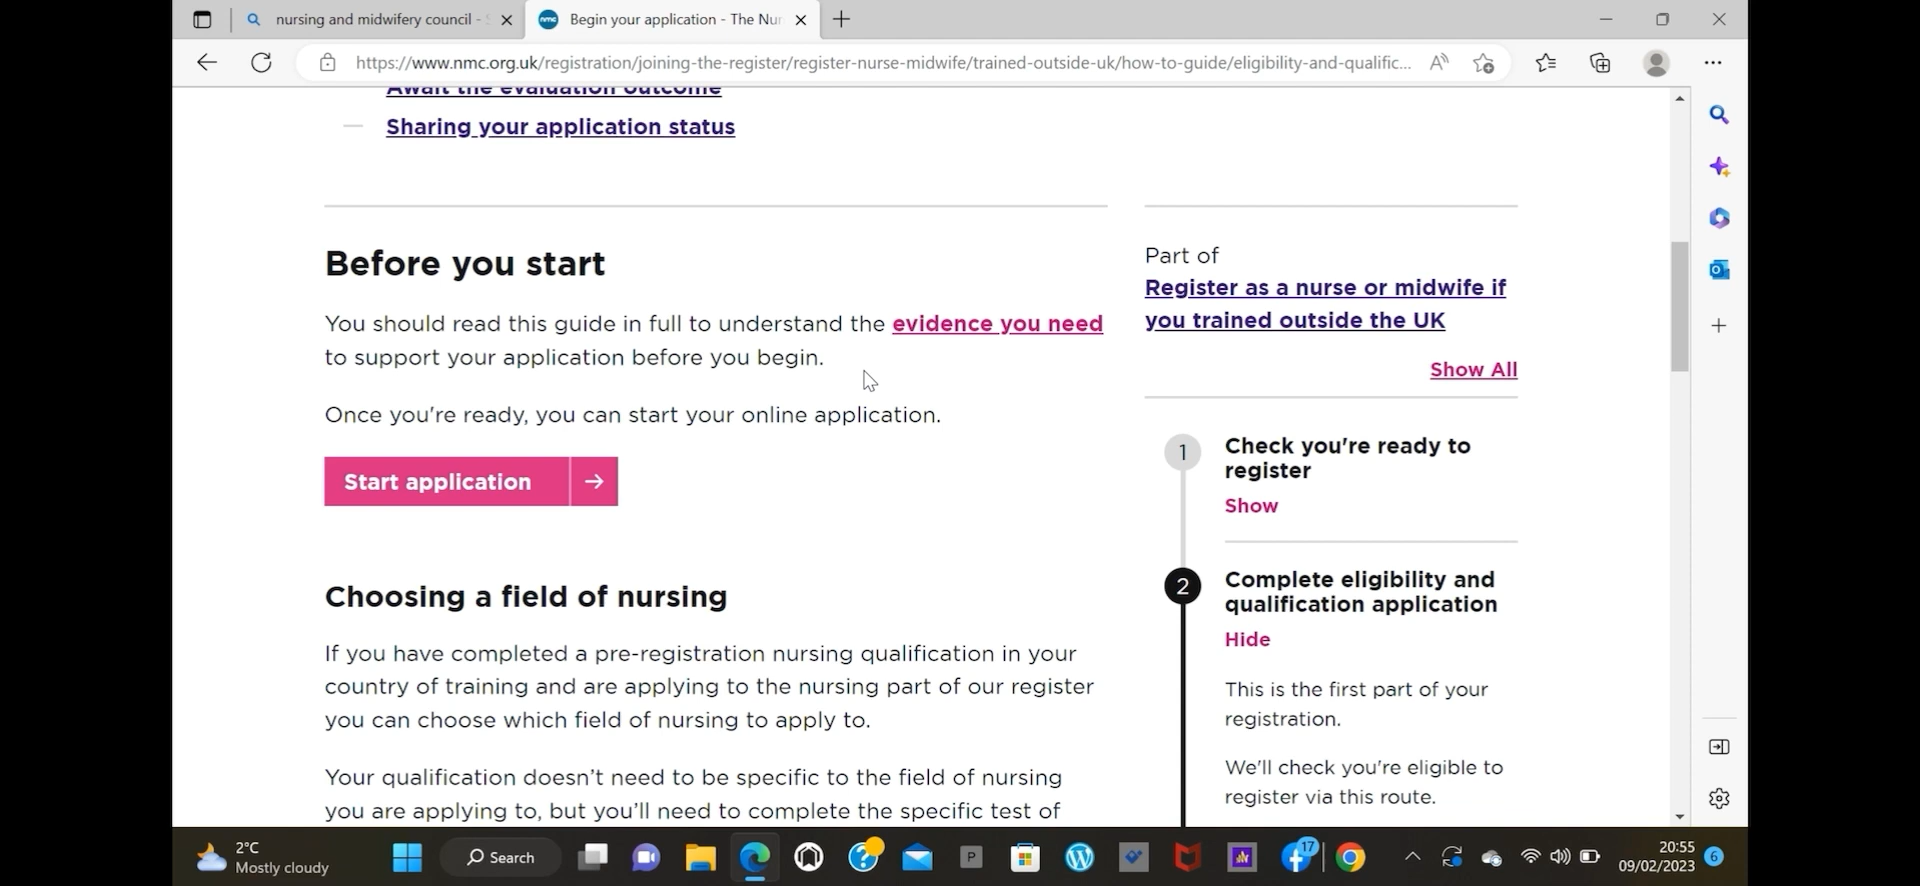 nursing and midwifery council -
Begin your application - The Nur
https://www.nmc.org.uk/registration/joining-the-register/register-nurse-midwife/trained-outside-uk/how-to-guide/eligibility-and-qualific...
Await the evaluation outcome
Sharing your application status
Before you start
You should read this guide in full to understand the evidence you need
to support your application before you begin.
Once you're ready, you can start your online application.
Start application
Choosing a field of nursing
If you have completed a pre-registration nursing qualification in your
country of training and are applying to the nursing part of our register
you can choose which field of nursing to apply to.
Your qualification doesn't need to be specific to the field of nursing
you are applying to, but you'll need to complete the specific test of
Part of
Register as a nurse or midwife if
you trained outside the UK
Show All
1
Check you're ready to
register
Show
2
Complete eligibility and
qualification application
Hide
This is the first part of your
registration.
We'll check you're eligible to
register via this route.
2°C
Mostly cloudy
Search
P
17
20:55
09/02/2023
6